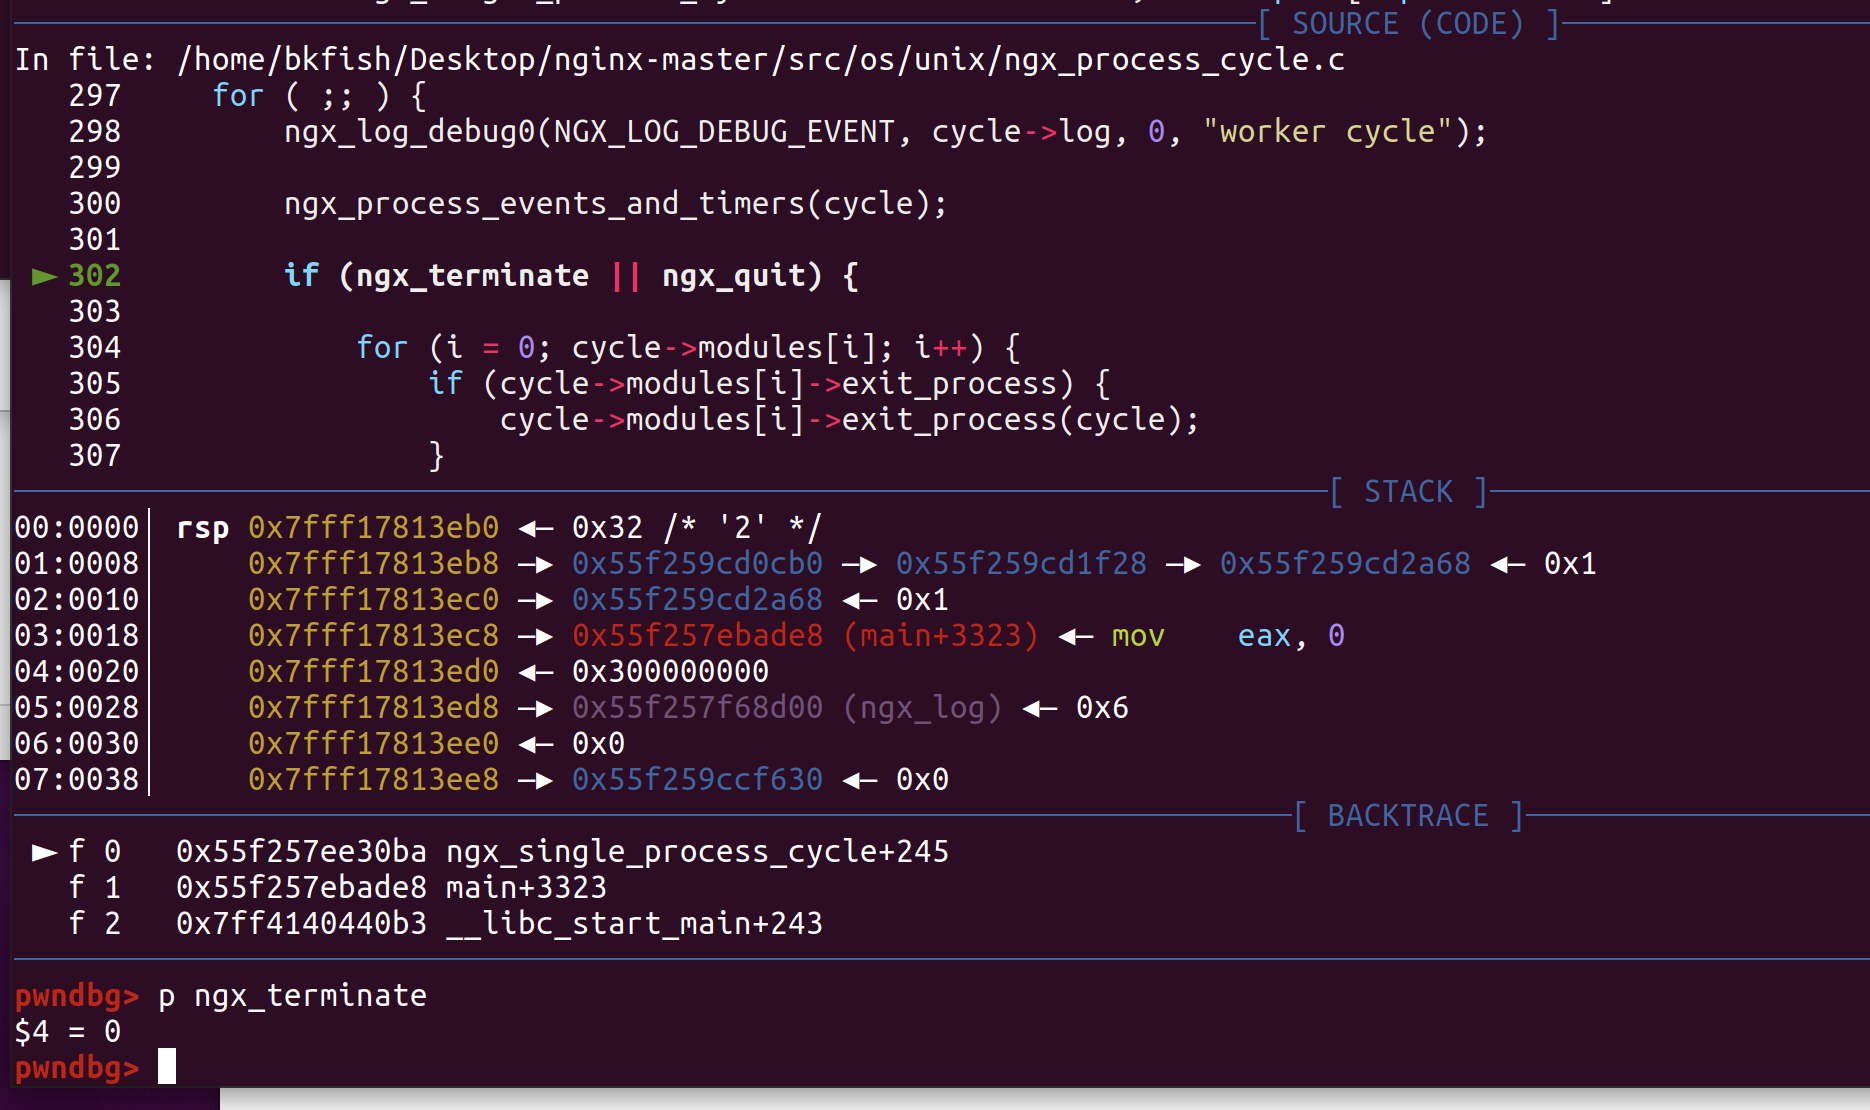 [ SOURCE (CODE) ]
In file: /home/bkfish/Desktop/nginx-master/src/os/unix/ngx_process_cycle.c
   297     for ( ;; ) {
   298         ngx_log_debug0(NGX_LOG_DEBUG_EVENT, cycle->log, 0, "worker cycle");
   299
   300         ngx_process_events_and_timers(cycle);
   301
 ► 302         if (ngx_terminate || ngx_quit) {
   303
   304             for (i = 0; cycle->modules[i]; i++) {
   305                 if (cycle->modules[i]->exit_process) {
   306                     cycle->modules[i]->exit_process(cycle);
   307                 }
[ STACK ]
00:0000│ rsp 0x7fff17813eb0 ◂— 0x32 /* '2' */
01:0008│     0x7fff17813eb8 —▸ 0x55f259cd0cb0 —▸ 0x55f259cd1f28 —▸ 0x55f259cd2a68 ◂— 0x1
02:0010│     0x7fff17813ec0 —▸ 0x55f259cd2a68 ◂— 0x1
03:0018│     0x7fff17813ec8 —▸ 0x55f257ebade8 (main+3323) ◂— mov    eax, 0
04:0020│     0x7fff17813ed0 ◂— 0x300000000
05:0028│     0x7fff17813ed8 —▸ 0x55f257f68d00 (ngx_log) ◂— 0x6
06:0030│     0x7fff17813ee0 ◂— 0x0
07:0038│     0x7fff17813ee8 —▸ 0x55f259ccf630 ◂— 0x0
[ BACKTRACE ]
 ► f 0   0x55f257ee30ba ngx_single_process_cycle+245
   f 1   0x55f257ebade8 main+3323
   f 2   0x7ff4140440b3 __libc_start_main+243
pwndbg> p ngx_terminate
$4 = 0
pwndbg>